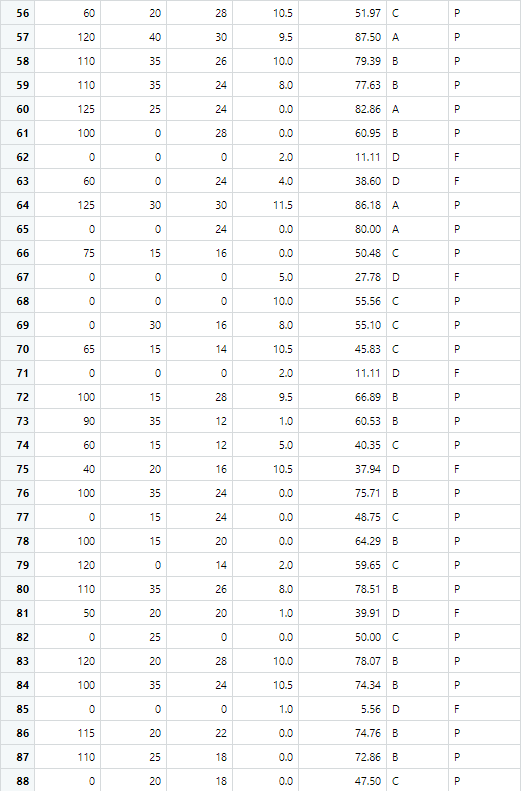 56 60 20 28 10.5 51.97 C P
57 120 40 30 9.5 87.50 A P
58 110 35 26 10.0 79.39 B P
59 110 35 24 8.0 77.63 B P
60 125 25 24 0.0 82.86 A P
61 100 0 28 0.0 60.95 B P
62 0 0 0 2.0 11.11 D F
63 60 0 24 4.0 38.60 D F
64 125 30 30 11.5 86.18 A P
65 0 0 24 0.0 80.00 A P
66 75 15 16 0.0 50.48 C P
67 0 0 0 5.0 27.78 D F
68 0 0 0 10.0 55.56 C P
69 0 30 16 8.0 55.10 C P
70 65 15 14 10.5 45.83 C P
71 0 0 0 2.0 11.11 D F
72 100 15 28 9.5 66.89 B P
73 90 35 12 1.0 60.53 B P
74 60 15 12 5.0 40.35 C P
75 40 20 16 10.5 37.94 D F
76 100 35 24 0.0 75.71 B P
77 0 15 24 0.0 48.75 C P
78 100 15 20 0.0 64.29 B P
79 120 0 14 2.0 59.65 C P
80 110 35 26 8.0 78.51 B P
81 50 20 20 1.0 39.91 D F
82 0 25 0 0.0 50.00 C P
83 120 20 28 10.0 78.07 B P
84 100 35 24 10.5 74.34 B P
85 0 0 0 1.0 5.56 D F
86 115 20 22 0.0 74.76 B P
87 110 25 18 0.0 72.86 B P
88 0 20 18 0.0 47.50 C P